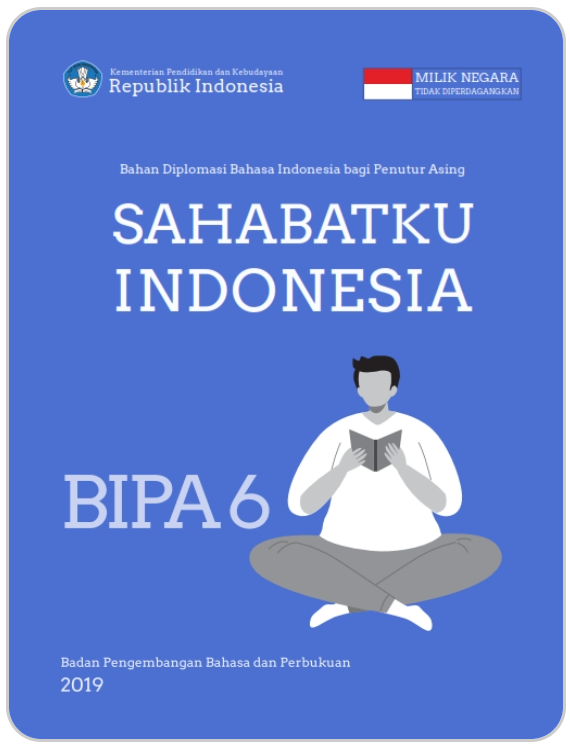 Kementerian Pendidikan dan Kebudayaan
Republik Indonesia
MILIK NEGARA
TIDAK DIPERDAGANGKAN
Bahan Diplomasi Bahasa Indonesia bagi Penutur Asing
SAHABATKU
INDONESIA
BIPA 6
Badan Pengembangan Bahasa dan Perbukuan
2019